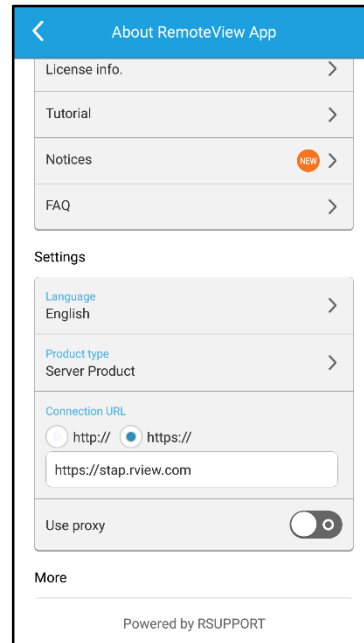 About RemoteView App
License info.
Tutorial
Notices NEW
FAQ
Settings
Language
English
Product type
Server Product
Connection URL
http:// https://
https://stap.rview.com
Use proxy
More
Powered by RSUPPORT